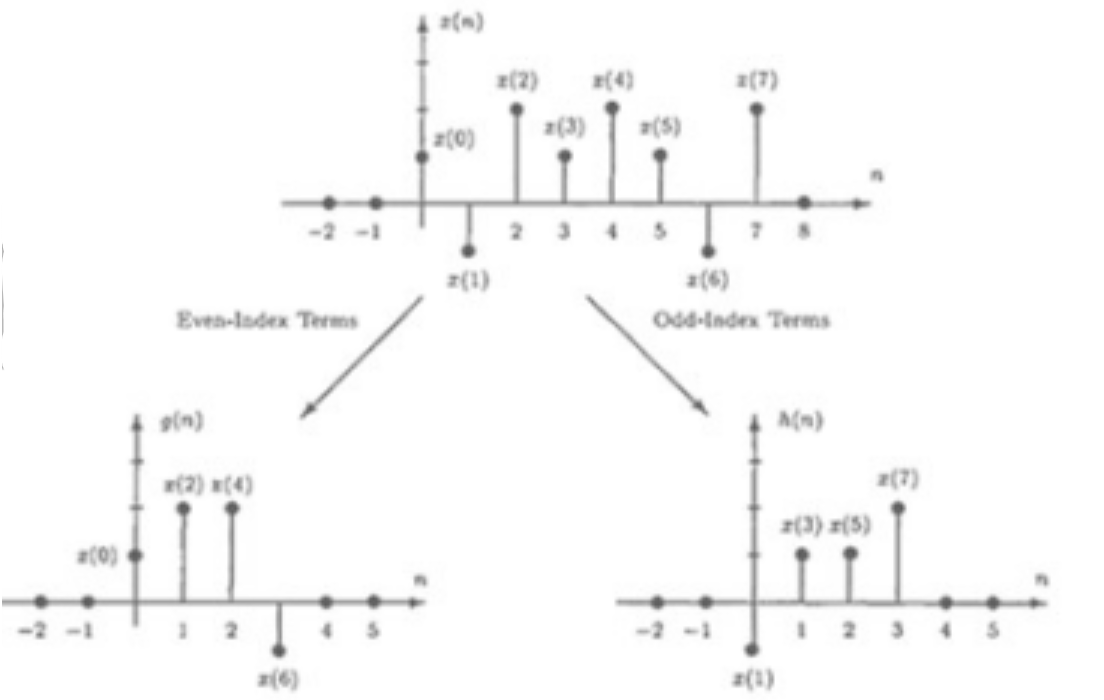 x(n)
x(2) x(4) x(7)
x(3) x(5)
x(0)
n
-2 -1 2 3 4 5 7 8
x(1) x(6)
Even-Index Terms Odd-Index Terms
g(n)
x(2) x(4)
x(0)
n
-2 -1 1 2 4 5
x(6)
h(n)
x(7)
x(3) x(5)
n
-2 -1 1 2 3 4 5
x(1)